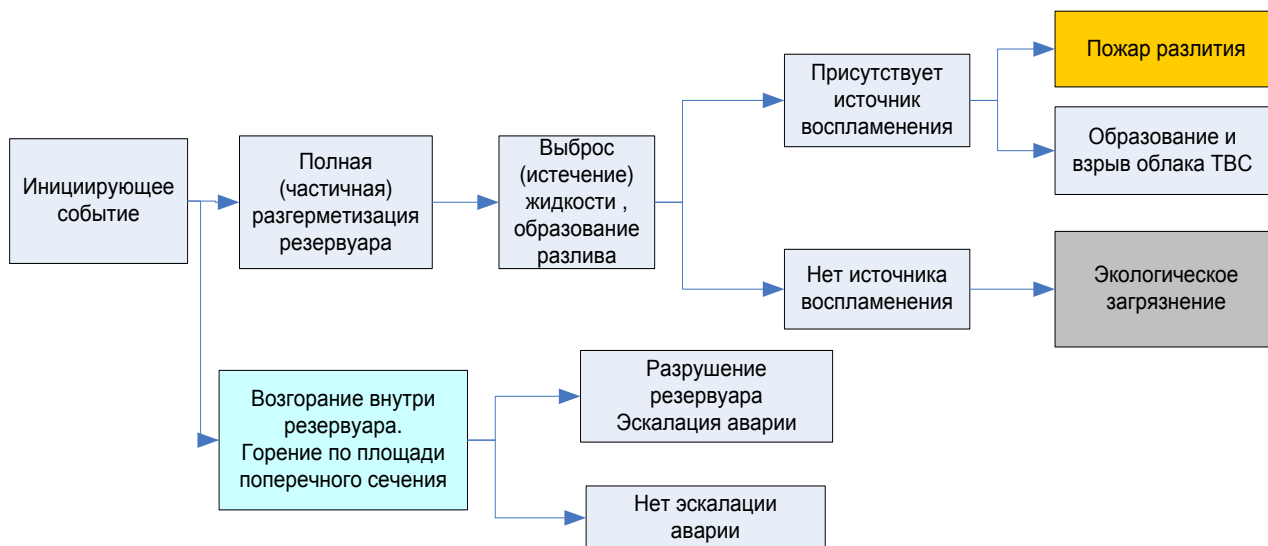 Инициирующее
событие
Полная
(частичная)
разгерметизация
резервуара
Выброс
(истечение)
жидкости ,
образование
разлива
Присутствует
источник
воспламенения
Пожар разлития
Образование и
взрыв облака ТВС
Нет источника
воспламенения
Экологическое
загрязнение
Возгорание внутри
резервуара.
Горение по площади
поперечного сечения
Разрушение
резервуара
Эскалация аварии
Нет эскалации
аварии